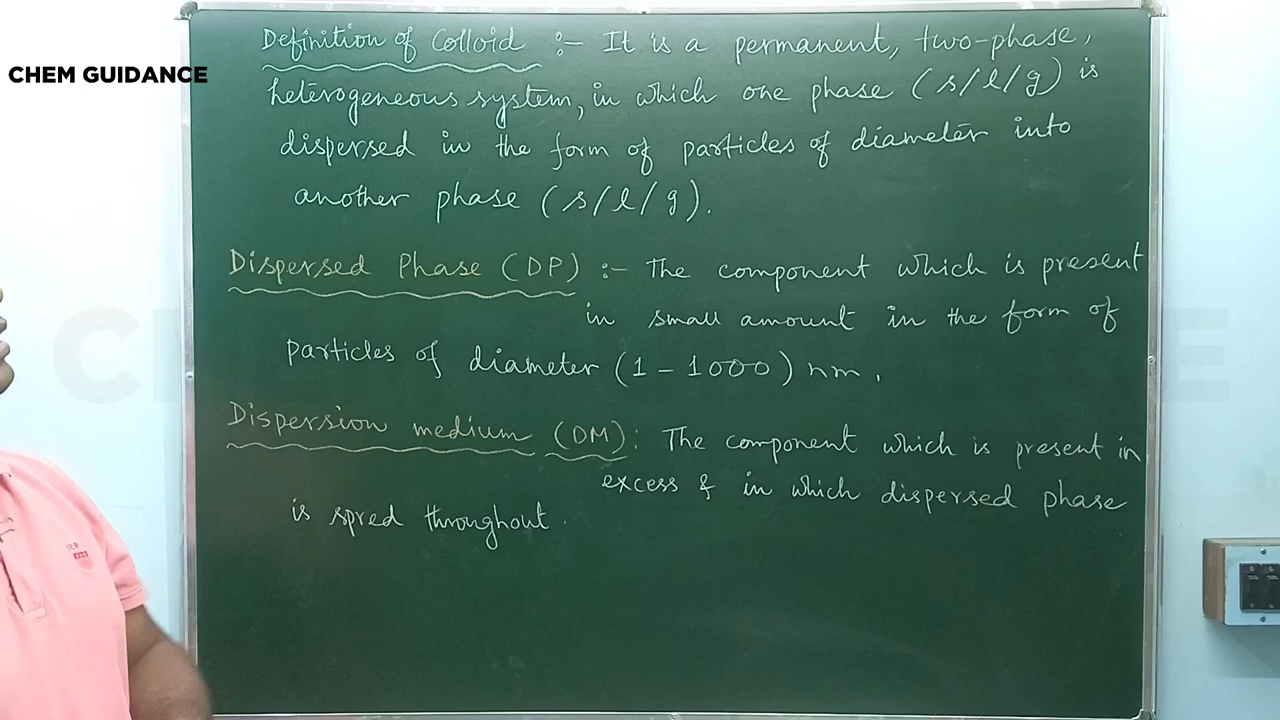 Definition of Colloid :- It is a permanent, two-phase,
CHEM GUIDANCE
heterogeneous system, in which one phase (s/l/g) is
dispersed in the form of particles of diameter into
another phase (s/l/g).
Dispersed Phase (DP) :- The component which is present
in small amount in the form of
particles of diameter (1 - 1000) nm.
Dispersion medium (DM): The component which is present in
excess & in which dispersed phase
is spred throughout.